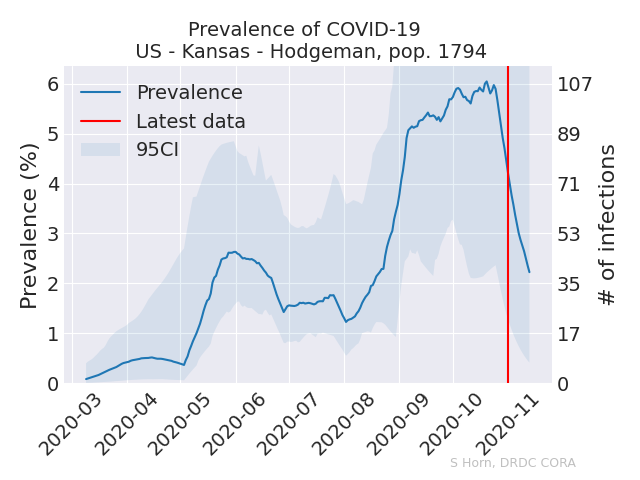 Prevalence of COVID-19
US - Kansas - Hodgeman, pop. 1794
Prevalence
Latest data
95CI
Prevalence (%)
6
5
4
3
2
1
0
107
89
71
53
35
17
0
# of infections
2020-03
2020-04
2020-05
2020-06
2020-07
2020-08
2020-09
2020-10
2020-11
S Horn, DRDC CORA